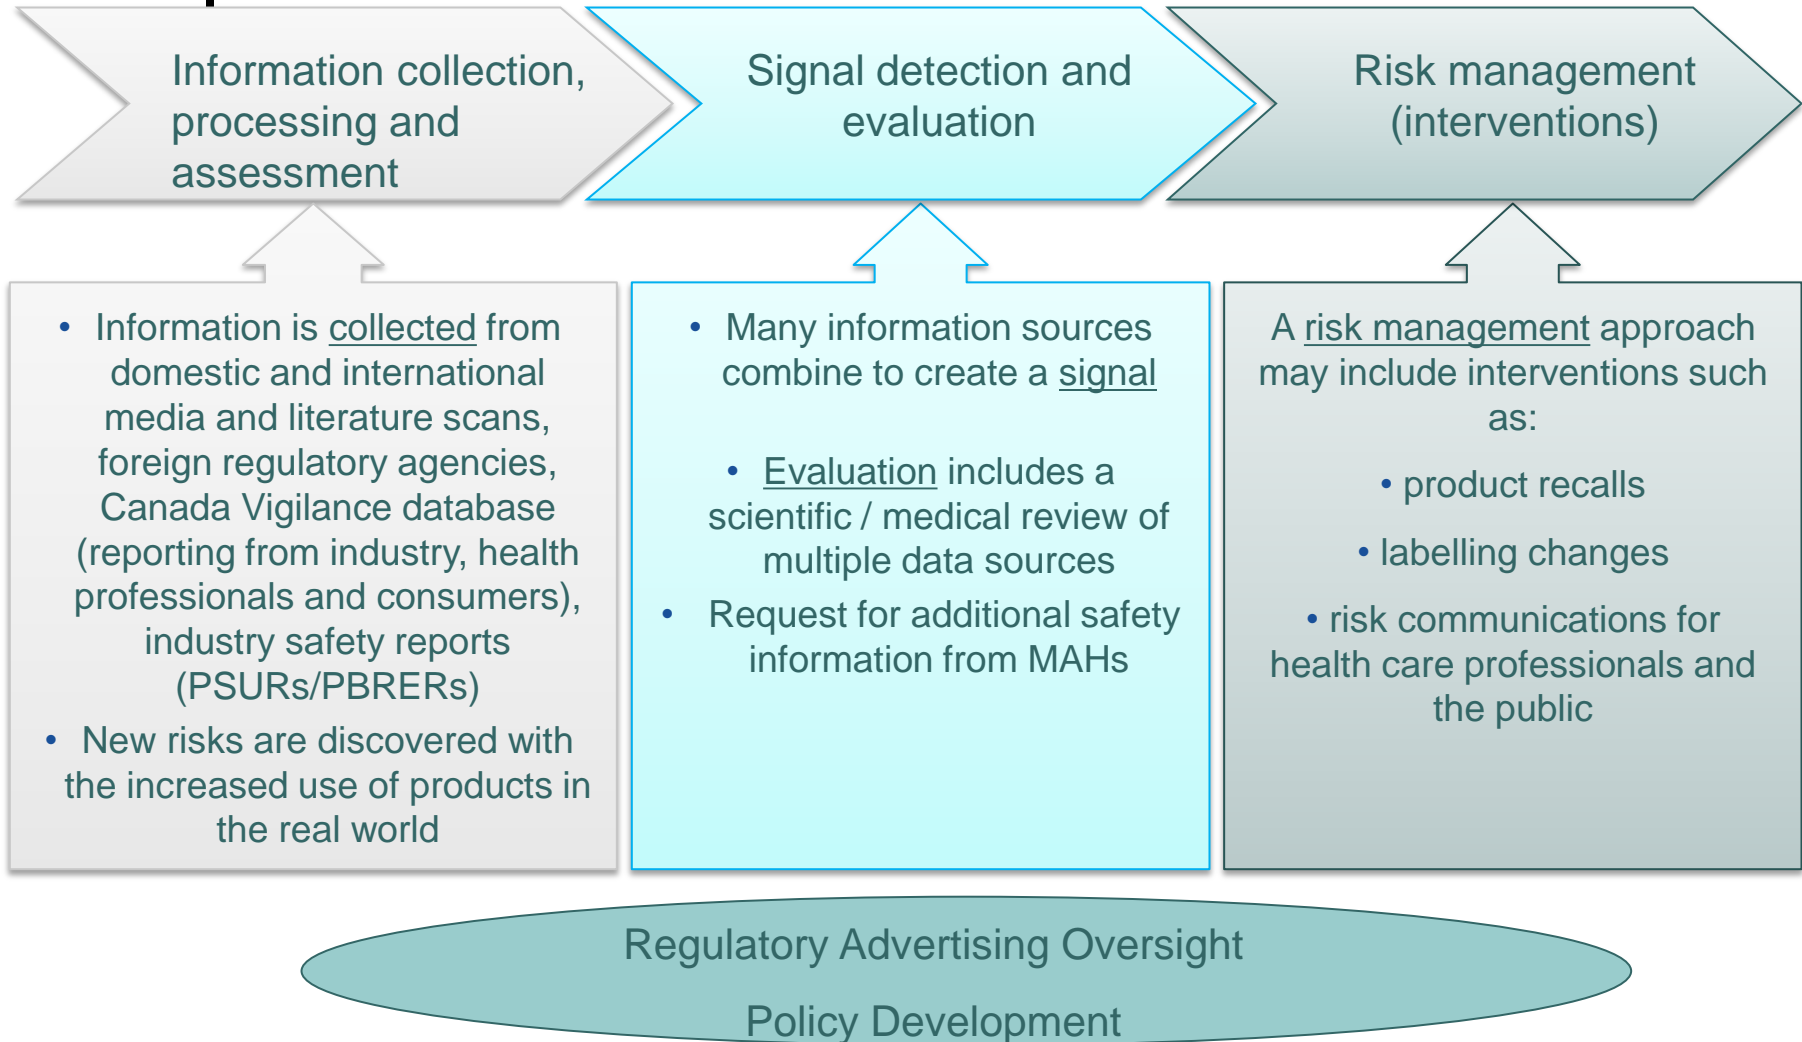 Information collection,
processing and
assessment
Signal detection and
evaluation
Risk management
(interventions)
• Information is collected from
domestic and international
media and literature scans,
foreign regulatory agencies,
Canada Vigilance database
(reporting from industry, health
professionals and consumers),
industry safety reports
(PSURs/PBRERs)
• New risks are discovered with
the increased use of products in
the real world
• Many information sources
combine to create a signal
• Evaluation includes a
scientific / medical review of
multiple data sources
• Request for additional safety
information from MAHs
A risk management approach
may include interventions such
as:
• product recalls
• labelling changes
• risk communications for
health care professionals and
the public
Regulatory Advertising Oversight
Policy Development